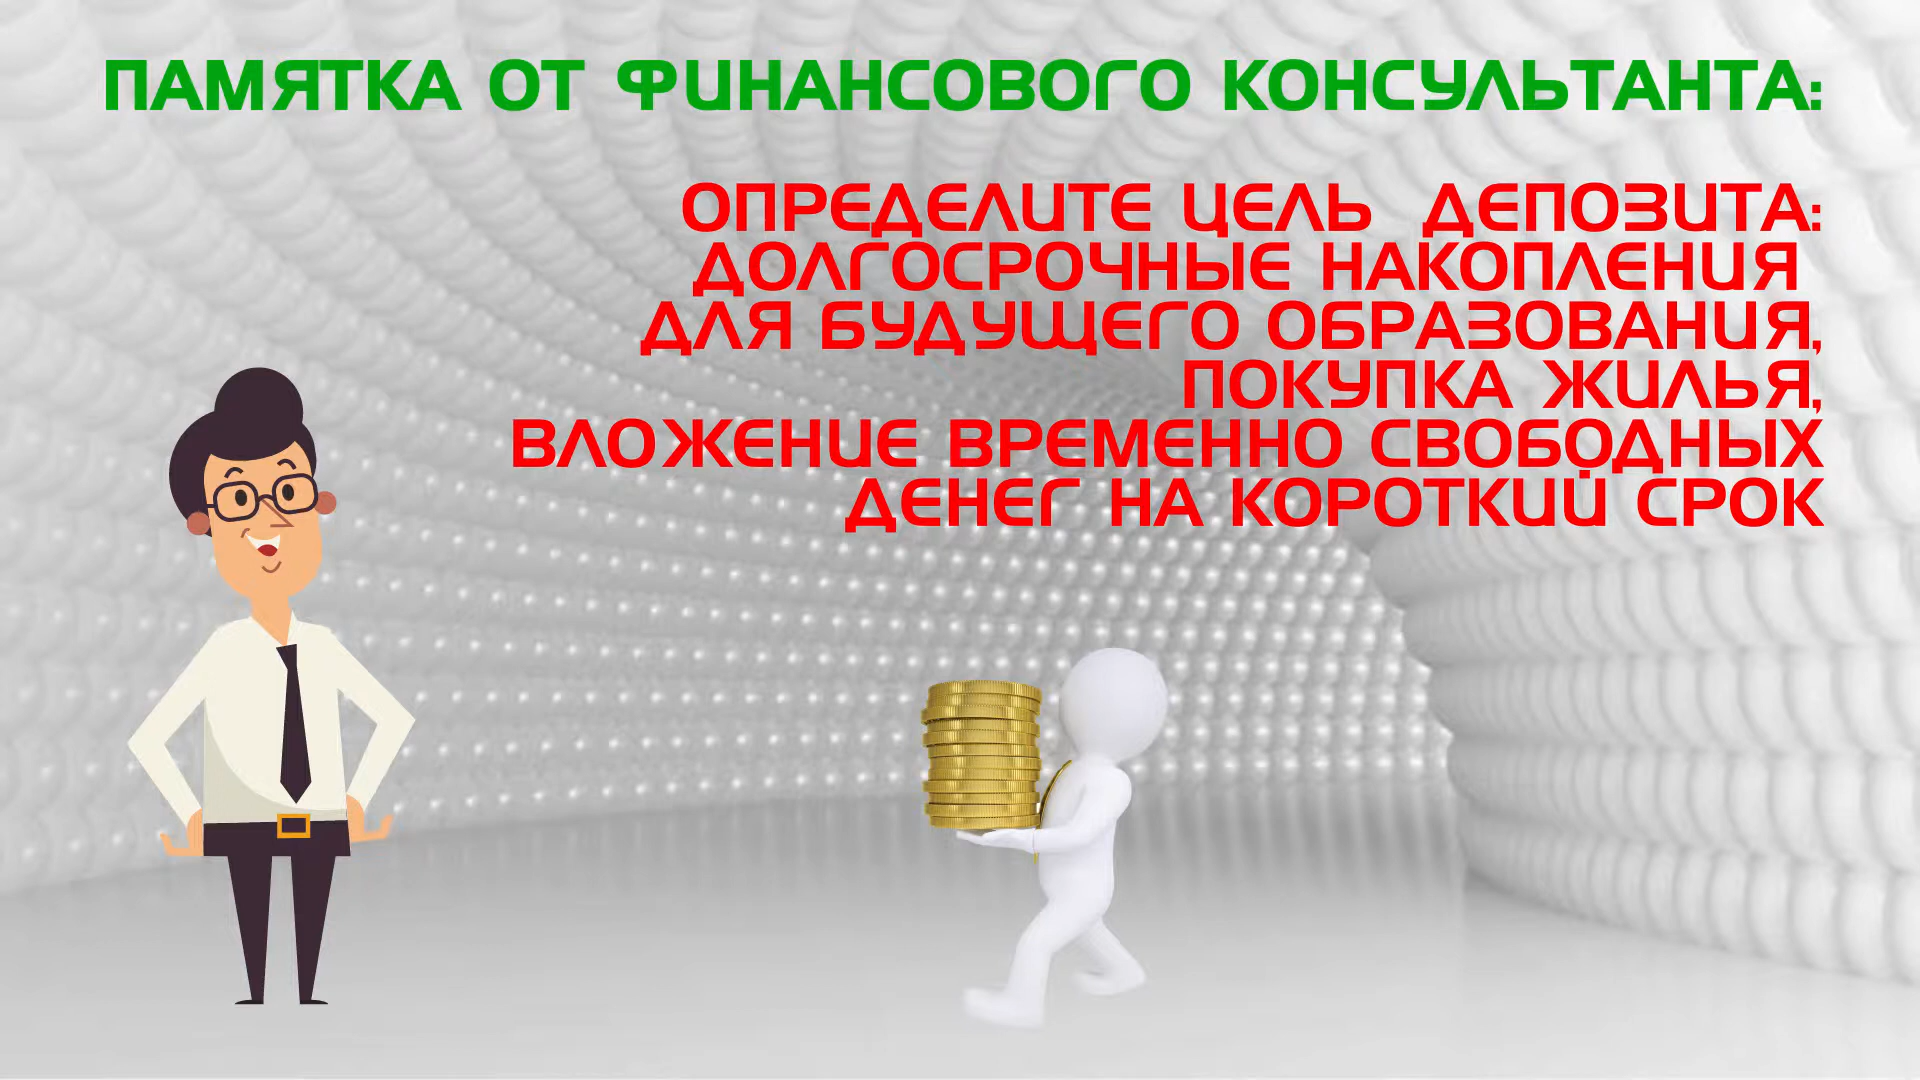 ПАМЯТКА ОТ ФИНАНСОВОГО КОНСУЛЬТАНТА:
ОПРЕДЕЛИТЕ ЦЕЛЬ ДЕПОЗИТА:
ДОЛГОСРОЧНЫЕ НАКОПЛЕНИЯ
ДЛЯ БУДУЩЕГО ОБРАЗОВАНИЯ,
ПОКУПКА ЖИЛЬЯ,
ВЛОЖЕНИЕ ВРЕМЕННО СВОБОДНЫХ
ДЕНЕГ НА КОРОТКИЙ СРОК